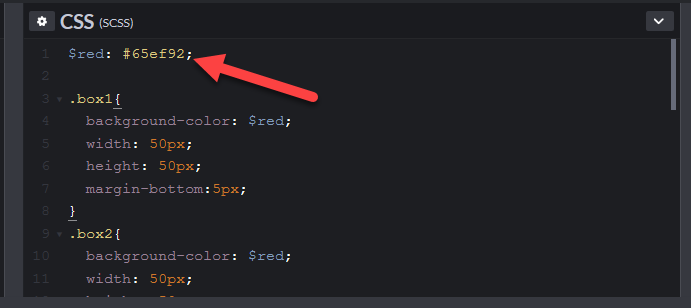 CSS (SCSS)
1 $red: #65ef92;
2
3 .box1{
4 background-color: $red;
5 width: 50px;
6 height: 50px;
7 margin-bottom:5px;
8 }
9 .box2{
10 background-color: $red;
11 width: 50px;